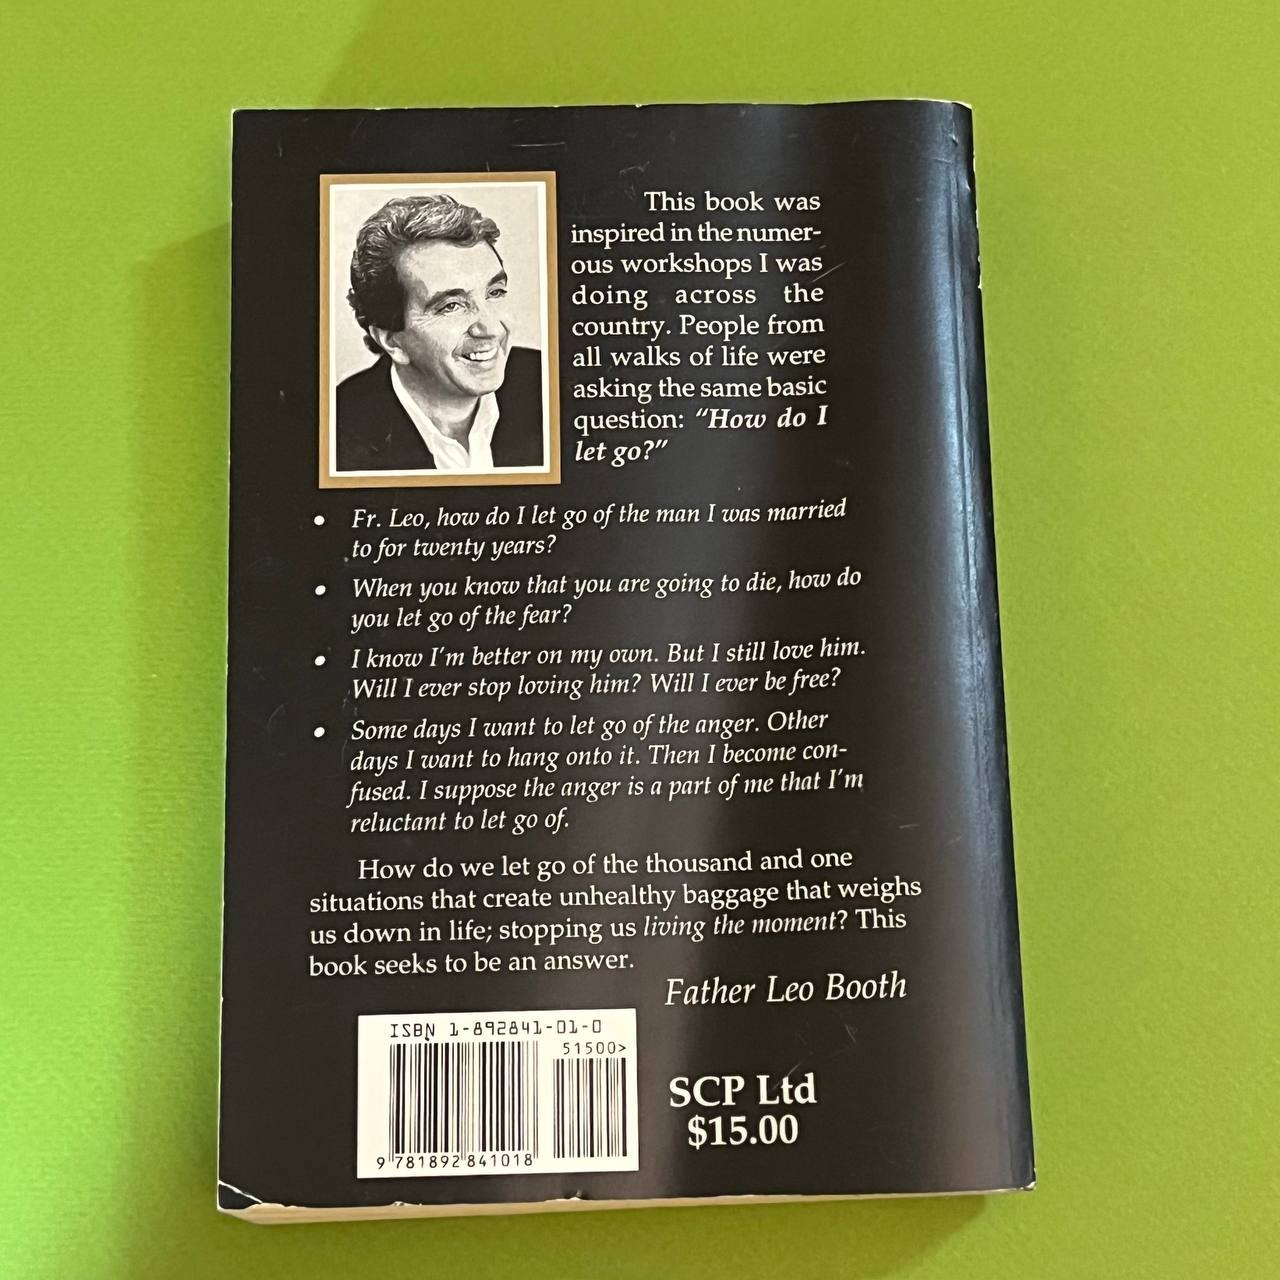 This book was
inspired in the numer-
ous workshops I was
doing across the
country. People from
all walks of life were
asking the same basic
question: "How do I
let go?"
• Fr. Leo, how do I let go of the man I was married
to for twenty years?
• When you know that you are going to die, how do
you let go of the fear?
• I know I'm better on my own. But I still love him.
Will I ever stop loving him? Will I ever be free?
• Some days I want to let go of the anger. Other
days I want to hang onto it. Then I become con-
fused. I suppose the anger is a part of me that I'm
reluctant to let go of.
How do we let go of the thousand and one
situations that create unhealthy baggage that weighs
us down in life; stopping us living the moment? This
book seeks to be an answer.
Father Leo Booth
ISBN 1-892841-01-0
51500>
9 781892 841018
SCP Ltd
$15.00